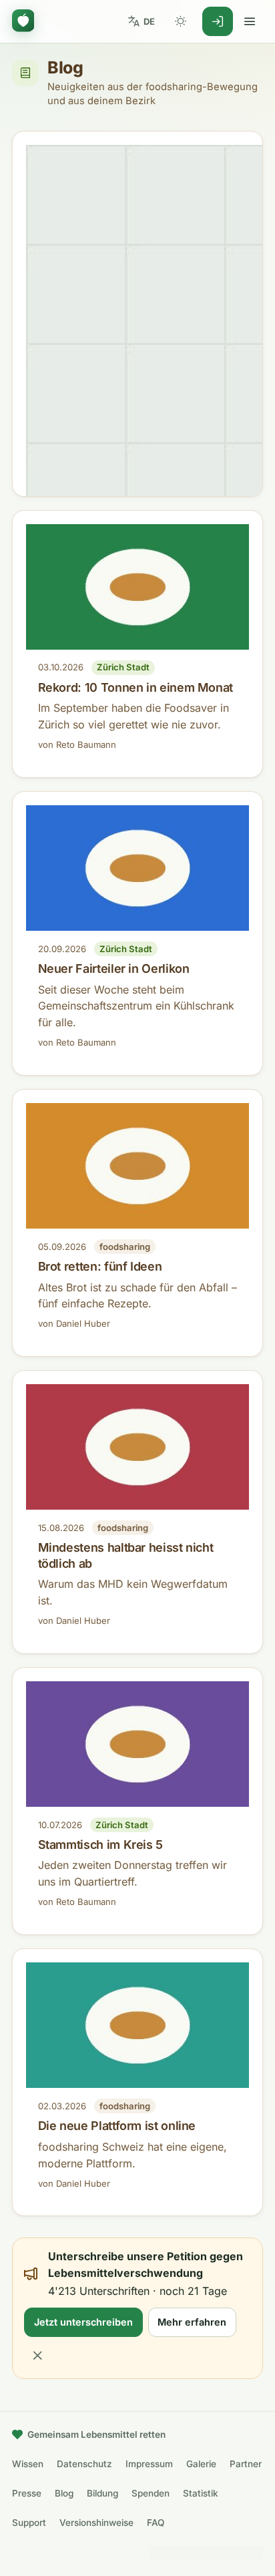 DE
Blog
Neuigkeiten aus der foodsharing-Bewegung
und aus deinem Bezirk
03.10.2026 Zürich Stadt
Rekord: 10 Tonnen in einem Monat
Im September haben die Foodsaver in
Zürich so viel gerettet wie nie zuvor.
von Reto Baumann
20.09.2026 Zürich Stadt
Neuer Fairteiler in Oerlikon
Seit dieser Woche steht beim
Gemeinschaftszentrum ein Kühlschrank
für alle.
von Reto Baumann
05.09.2026 foodsharing
Brot retten: fünf Ideen
Altes Brot ist zu schade für den Abfall –
fünf einfache Rezepte.
von Daniel Huber
15.08.2026 foodsharing
Mindestens haltbar heisst nicht
tödlich ab
Warum das MHD kein Wegwerfdatum
ist.
von Daniel Huber
10.07.2026 Zürich Stadt
Stammtisch im Kreis 5
Jeden zweiten Donnerstag treffen wir
uns im Quartiertreff.
von Reto Baumann
02.03.2026 foodsharing
Die neue Plattform ist online
foodsharing Schweiz hat eine eigene,
moderne Plattform.
von Daniel Huber
Unterschreibe unsere Petition gegen
Lebensmittelverschwendung
4'213 Unterschriften · noch 21 Tage
Jetzt unterschreiben Mehr erfahren
Gemeinsam Lebensmittel retten
Wissen Datenschutz Impressum Galerie Partner
Presse Blog Bildung Spenden Statistik
Support Versionshinweise FAQ